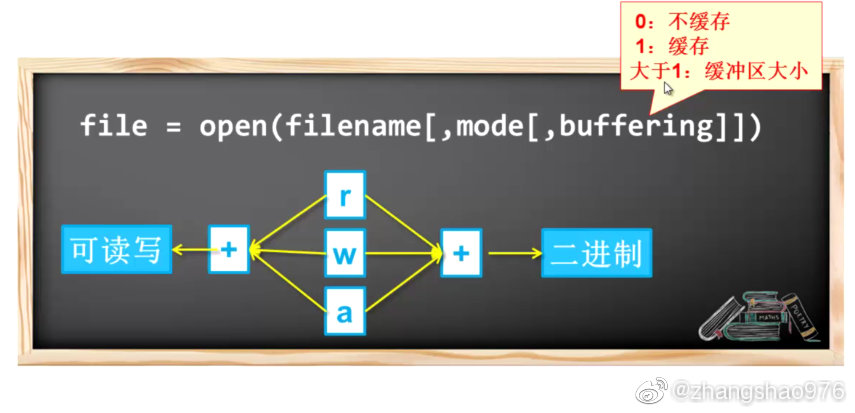 0：不缓存
1：缓存
大于1：缓冲区大小
file = open(filename[,mode[,buffering]])
r
可读写
+
w
+
二进制
a
MATHS
POETRY
@zhangshao976